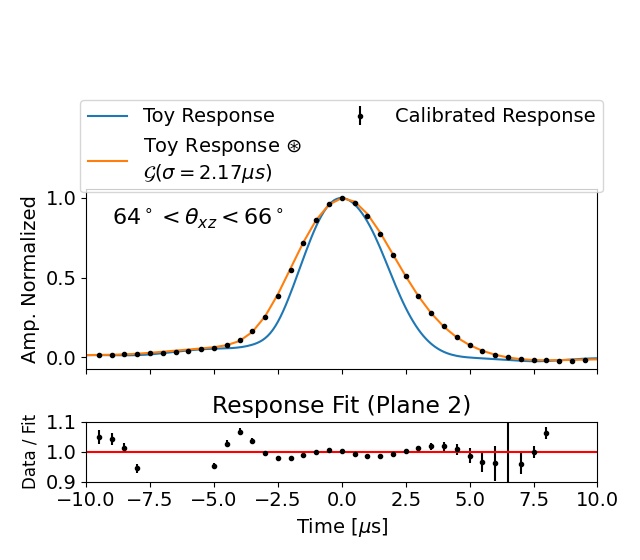 Toy Response
Calibrated Response
Toy Response ⊛
𝒢(σ = 2.17μs)
64° < θxz < 66°
1.0
0.5
0.0
Amp. Normalized
Response Fit (Plane 2)
1.1
1.0
0.9
Data / Fit
−10.0 −7.5 −5.0 −2.5 0.0 2.5 5.0 7.5 10.0
Time [μs]